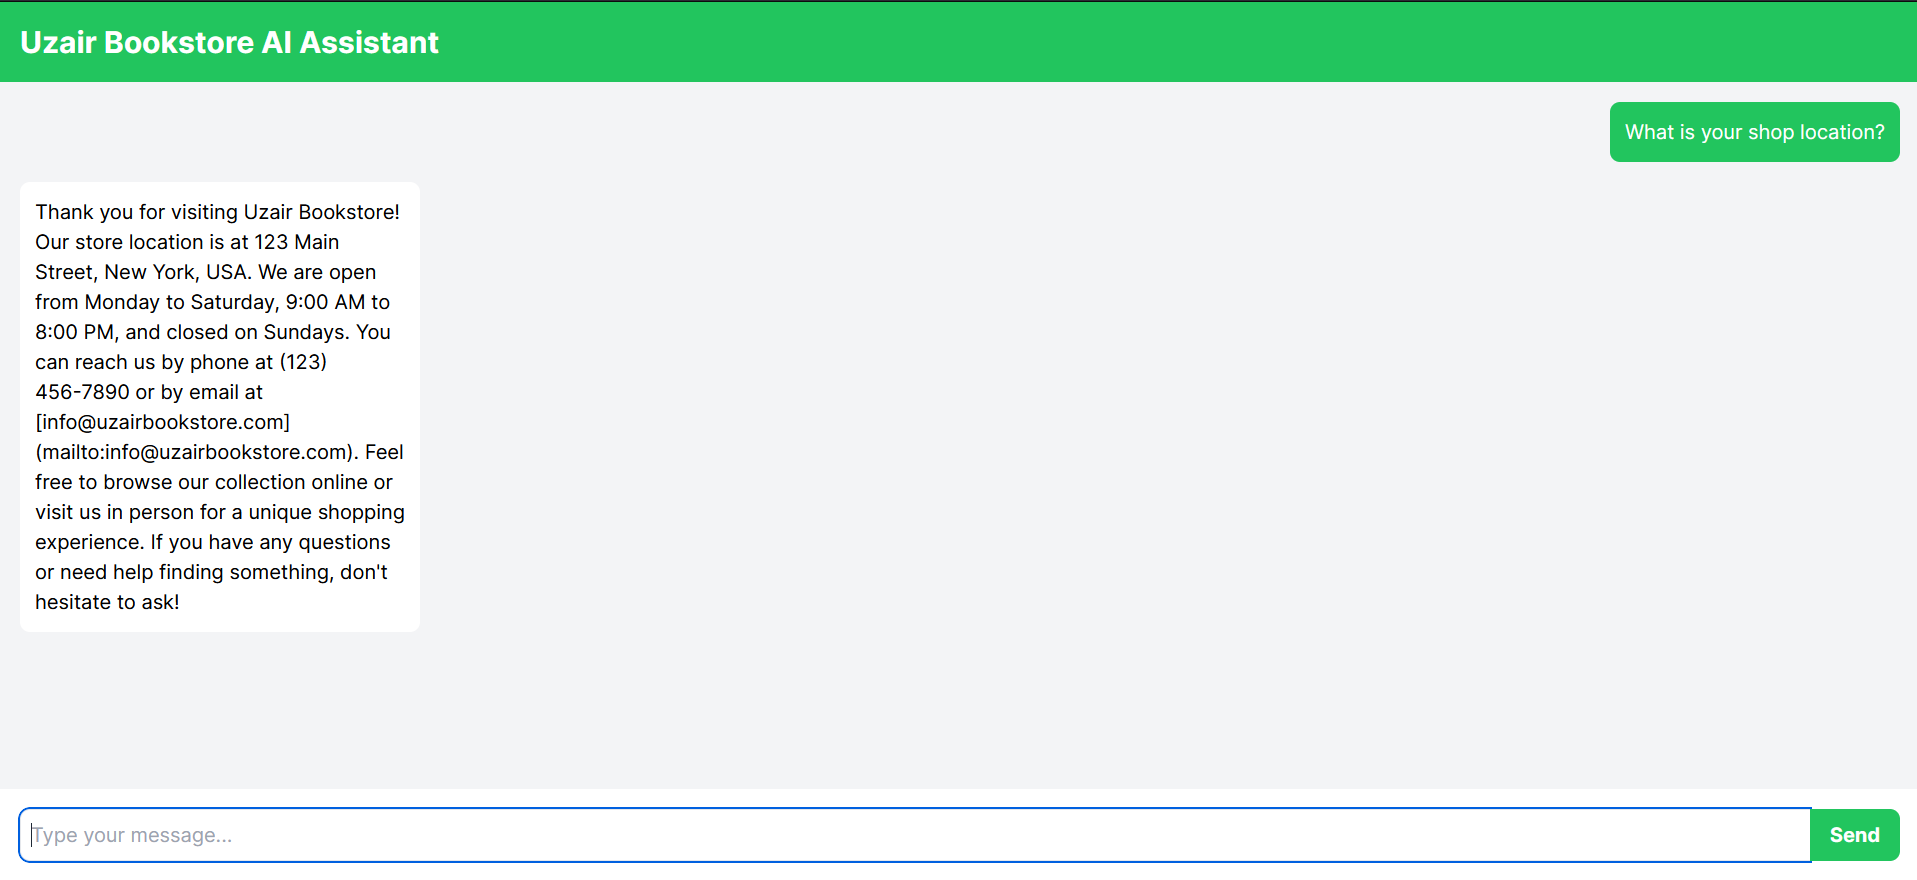 Uzair Bookstore AI Assistant
What is your shop location?
Thank you for visiting Uzair Bookstore!
Our store location is at 123 Main
Street, New York, USA. We are open
from Monday to Saturday, 9:00 AM to
8:00 PM, and closed on Sundays. You
can reach us by phone at (123)
456-7890 or by email at
[info@uzairbookstore.com]
(mailto:info@uzairbookstore.com). Feel
free to browse our collection online or
visit us in person for a unique shopping
experience. If you have any questions
or need help finding something, don't
hesitate to ask!
Type your message...
Send